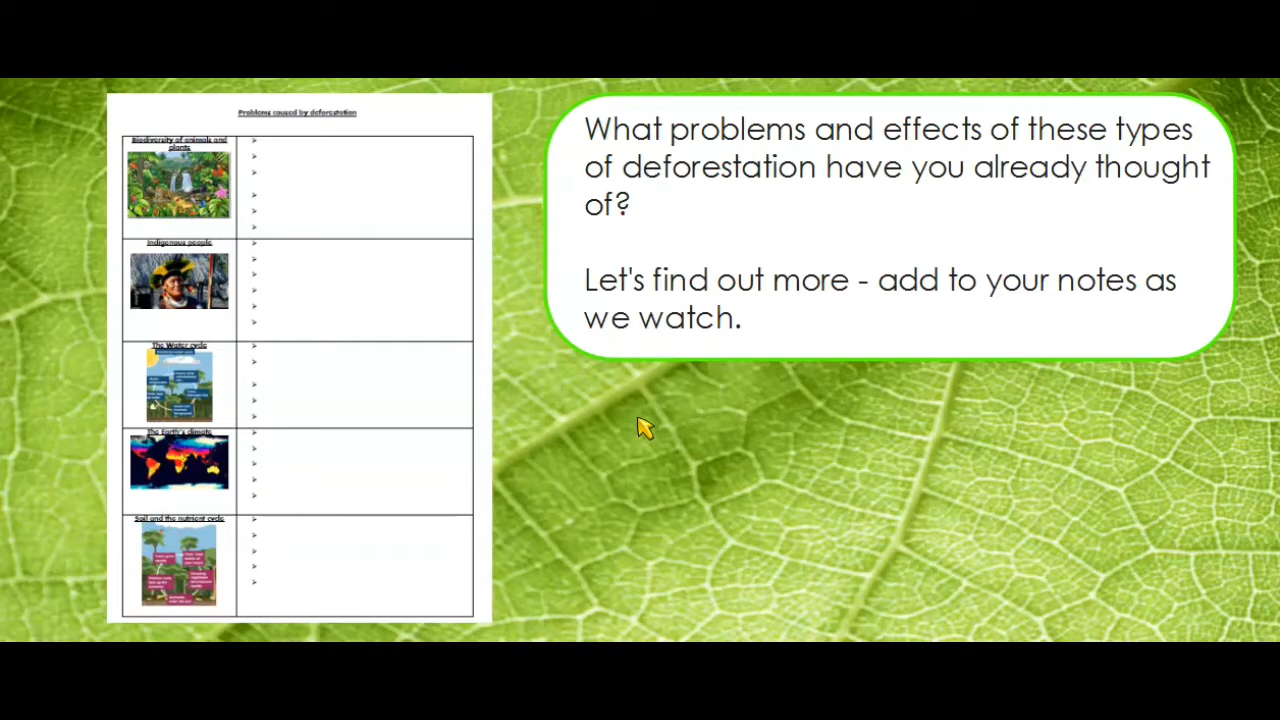 Problems caused by deforestation
Biodiversity of animals and
plants
Indigenous people
The Water cycle
The Earth's climate
Soil and the nutrient cycle
What problems and effects of these types
of deforestation have you already thought
of?
Let's find out more - add to your notes as
we watch.